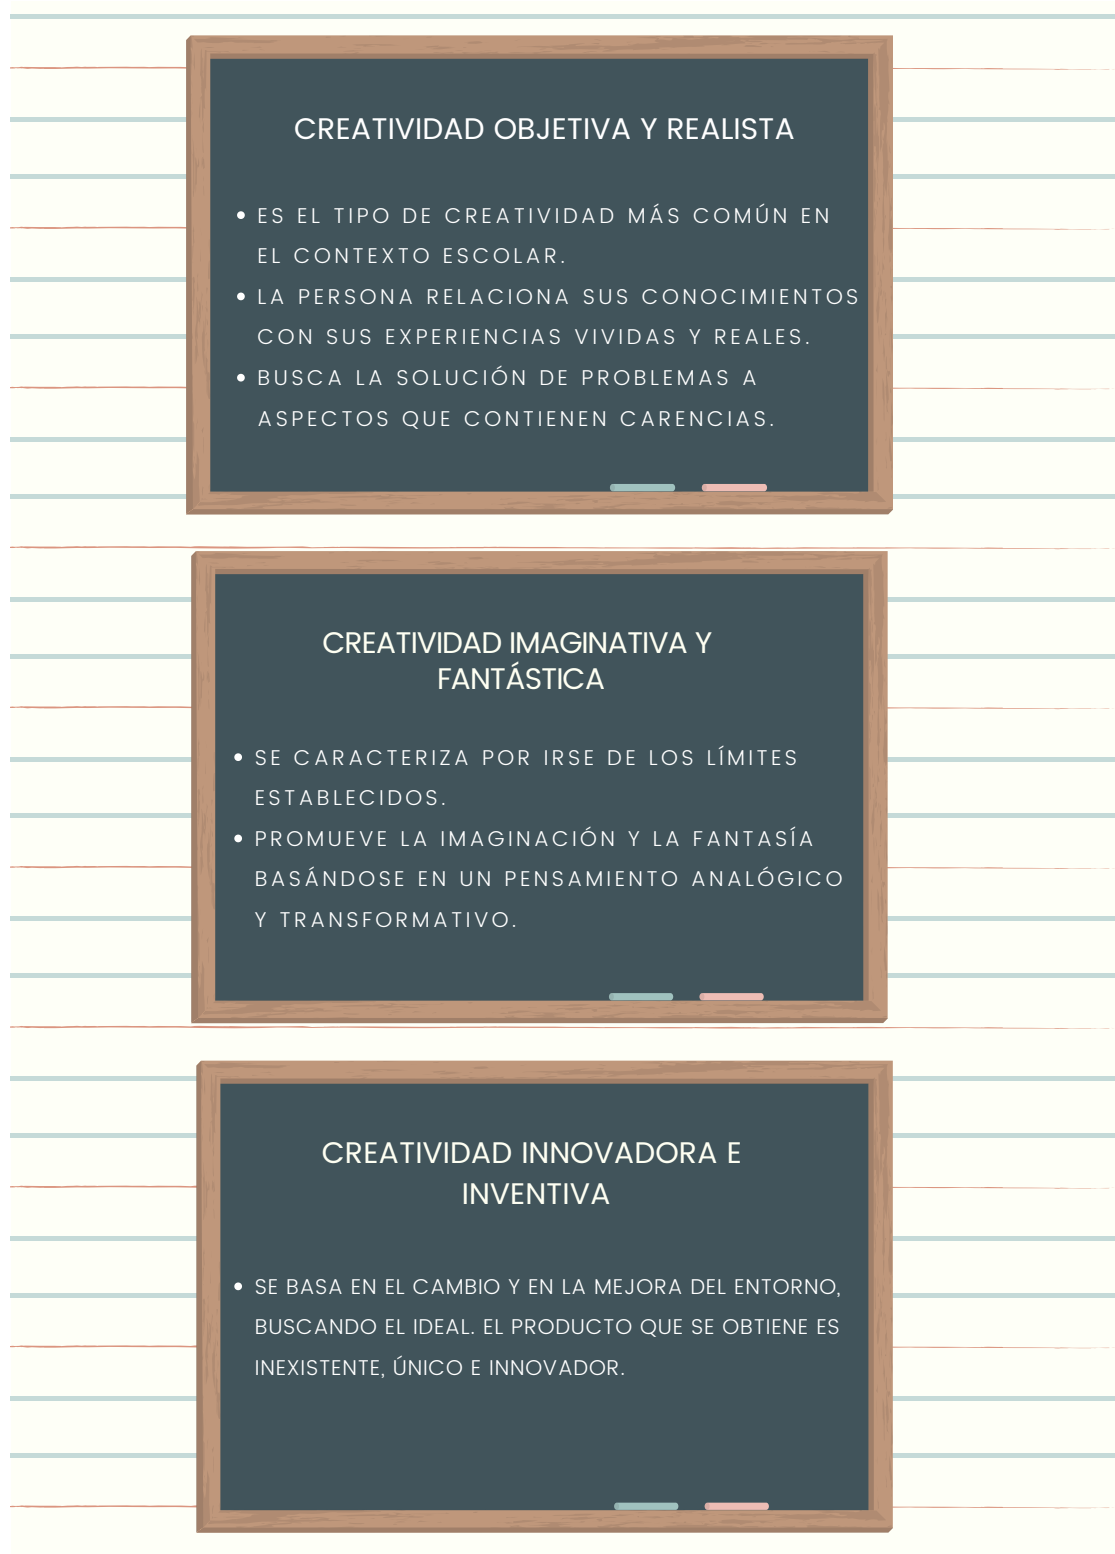 CREATIVIDAD OBJETIVA Y REALISTA
• ES EL TIPO DE CREATIVIDAD MÁS COMÚN EN
EL CONTEXTO ESCOLAR.
• LA PERSONA RELACIONA SUS CONOCIMIENTOS
CON SUS EXPERIENCIAS VIVIDAS Y REALES.
• BUSCA LA SOLUCIÓN DE PROBLEMAS A
ASPECTOS QUE CONTIENEN CARENCIAS.
CREATIVIDAD IMAGINATIVA Y
FANTÁSTICA
• SE CARACTERIZA POR IRSE DE LOS LÍMITES
ESTABLECIDOS.
• PROMUEVE LA IMAGINACIÓN Y LA FANTASÍA
BASÁNDOSE EN UN PENSAMIENTO ANALÓGICO
Y TRANSFORMATIVO.
CREATIVIDAD INNOVADORA E
INVENTIVA
• SE BASA EN EL CAMBIO Y EN LA MEJORA DEL ENTORNO,
BUSCANDO EL IDEAL. EL PRODUCTO QUE SE OBTIENE ES
INEXISTENTE, ÚNICO E INNOVADOR.